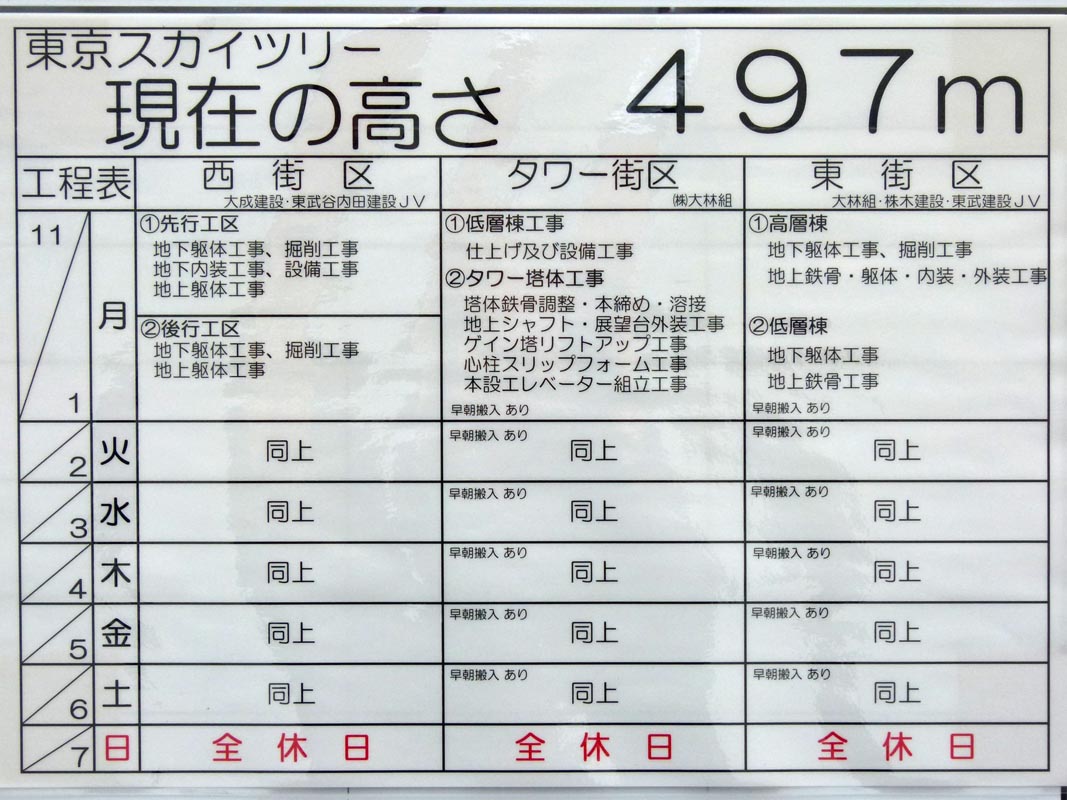 東京スカイツリー
現在の高さ 497m
工程表
西 街 区
大成建設・東武谷内田建設JV
タワー街区
㈱大林組
東 街 区
大林組・株木建設・東武建設JV
11
1
月
①先行工区
地下躯体工事、掘削工事
地下内装工事、設備工事
地上躯体工事
②後行工区
地下躯体工事、掘削工事
地上躯体工事
①低層棟工事
仕上げ及び設備工事
②タワー塔体工事
塔体鉄骨調整・本締め・溶接
地上シャフト・展望台外装工事
ゲイン塔リフトアップ工事
心柱スリップフォーム工事
本設エレベーター組立工事
早朝搬入 あり
①高層棟
地下躯体工事、掘削工事
地上鉄骨・躯体・内装・外装工事
②低層棟
地下躯体工事
地上鉄骨工事
早朝搬入 あり
2 火
同上
早朝搬入 あり
同上
早朝搬入 あり
同上
3 水
同上
早朝搬入 あり
同上
早朝搬入 あり
同上
4 木
同上
早朝搬入 あり
同上
早朝搬入 あり
同上
5 金
同上
早朝搬入 あり
同上
早朝搬入 あり
同上
6 土
同上
早朝搬入 あり
同上
早朝搬入 あり
同上
7 日
全 休 日
全 休 日
全 休 日